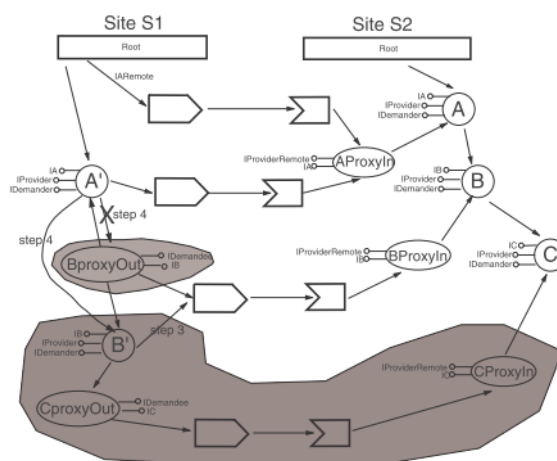 Site S1
Site S2
Root
Root
IARemote
IA
IProvider
IDemander
A
IProviderRemote
IA
AProxyIn
IA
IProvider
IDemander
A'
IB
IProvider
IDemander
B
X
step 4
step 4
BproxyOut
IDemandee
IB
IProviderRemote
IB
BProxyIn
IC
IProvider
IDemander
C
IB
IProvider
IDemander
B'
step 3
CproxyOut
IDemandee
IC
IProviderRemote
IC
CProxyIn